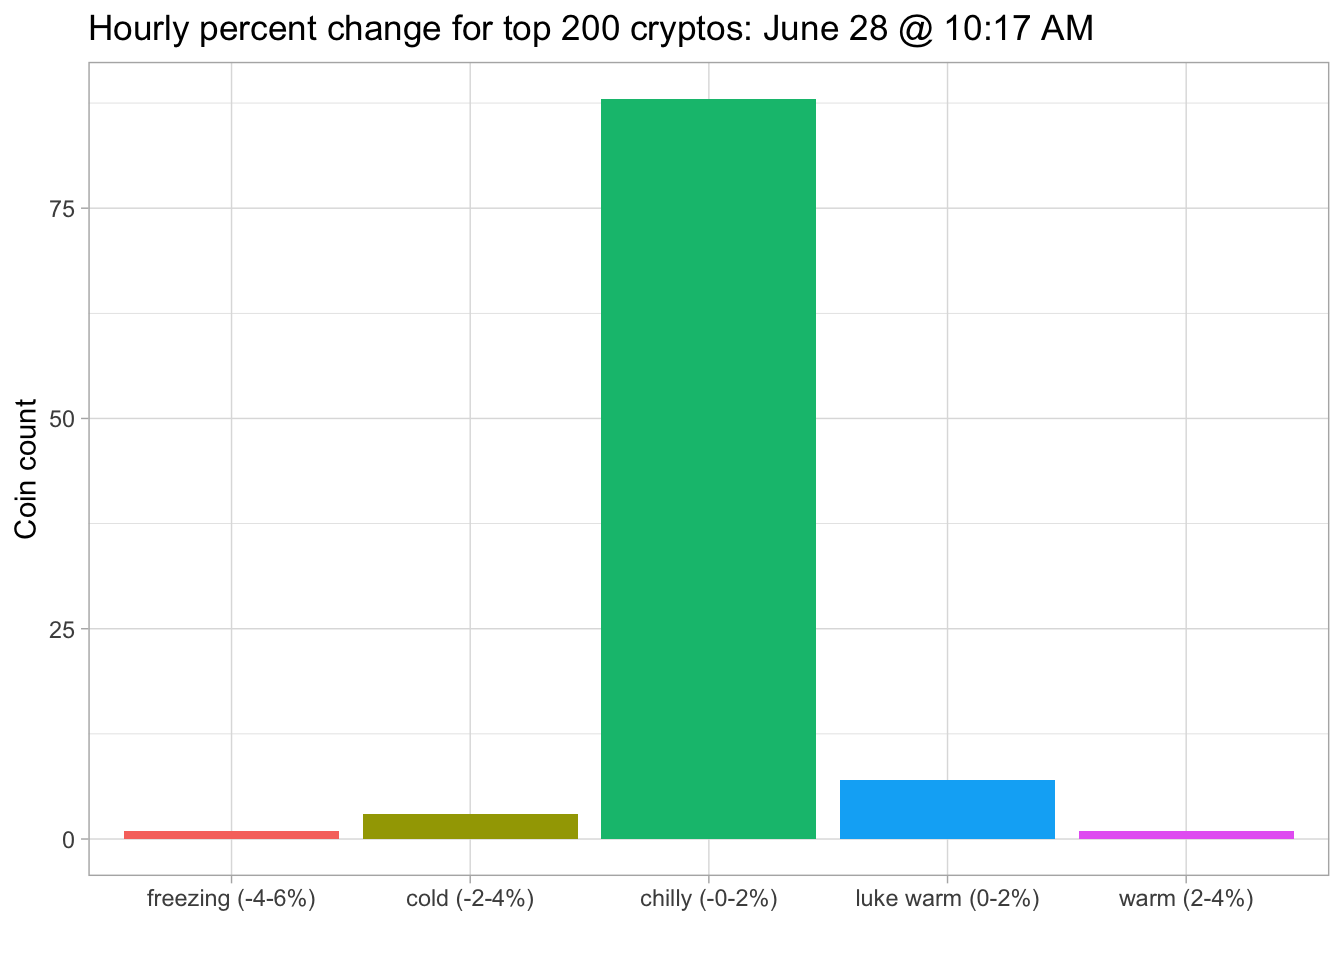 Hourly percent change for top 200 cryptos: June 28 @ 10:17 AM
Coin count
75
50
25
0
freezing (-4-6%) cold (-2-4%) chilly (-0-2%) luke warm (0-2%) warm (2-4%)